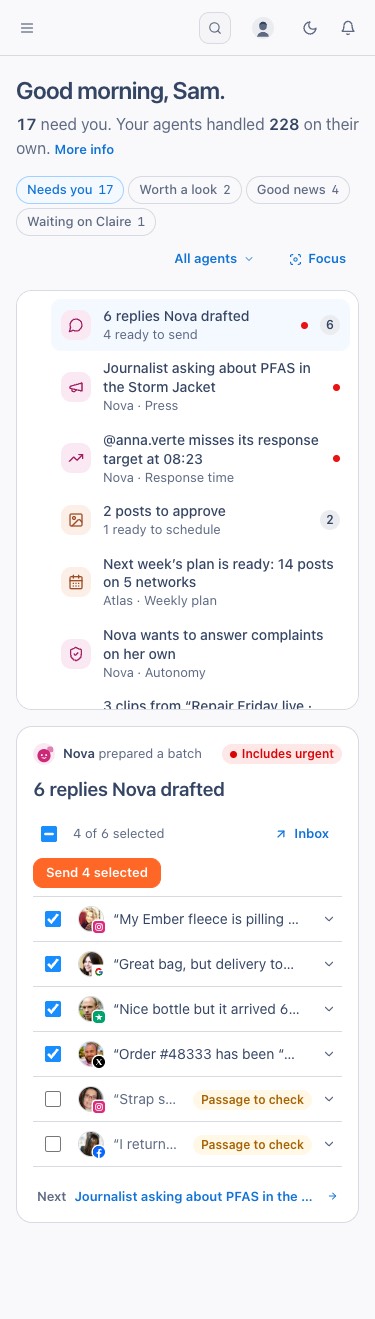 Good morning, Sam.
17 need you. Your agents handled 228 on their
own. More info
Needs you 17
Worth a look 2
Good news 4
Waiting on Claire 1
All agents
Focus
6 replies Nova drafted
4 ready to send
6
Journalist asking about PFAS in
the Storm Jacket
Nova · Press
@anna.verte misses its response
target at 08:23
Nova · Response time
2 posts to approve
1 ready to schedule
2
Next week’s plan is ready: 14 posts
on 5 networks
Atlas · Weekly plan
Nova wants to answer complaints
on her own
Nova · Autonomy
3 clips from “Repair Friday live ·
Nova prepared a batch
Includes urgent
6 replies Nova drafted
4 of 6 selected
Inbox
Send 4 selected
“My Ember fleece is pilling ...
“Great bag, but delivery to...
“Nice bottle but it arrived 6...
“Order #48333 has been “...
“Strap s...
Passage to check
“I return...
Passage to check
Next Journalist asking about PFAS in the ...